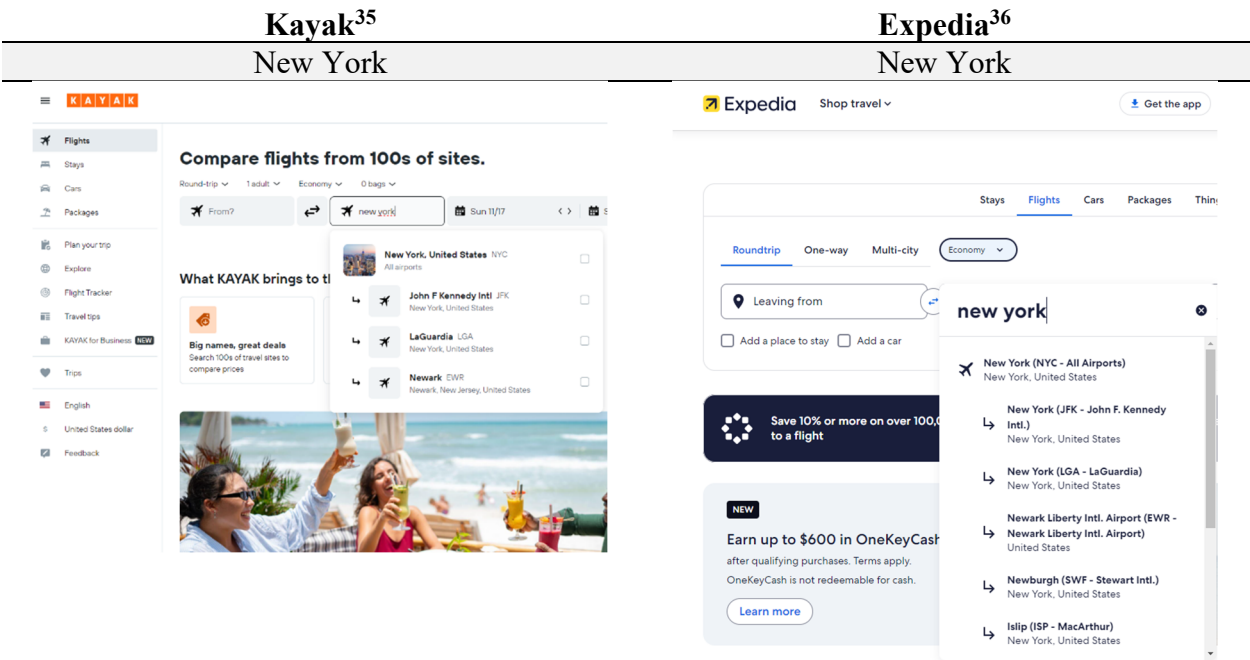 Kayak35
Expedia36
New York
New York
KAYAK
Flights
Stays
Cars
Packages
Plan your trip
Explore
Flight Tracker
Travel tips
KAYAK for Business NEW
Trips
English
$ United States dollar
Feedback
Compare flights from 100s of sites.
Round-trip 1 adult Economy 0 bags
From? new york Sun 11/17 S
New York, United States NYC
All airports
John F Kennedy Intl JFK
New York, United States
LaGuardia LGA
New York, United States
Newark EWR
Newark, New Jersey, United States
What KAYAK brings to th
Big names, great deals
Search 100s of travel sites to
compare prices
Expedia Shop travel Get the app
Stays Flights Cars Packages Thing
Roundtrip One-way Multi-city Economy
Leaving from
new york
Add a place to stay Add a car
New York (NYC - All Airports)
New York, United States
New York (JFK - John F. Kennedy
Intl.)
New York, United States
New York (LGA - LaGuardia)
New York, United States
Newark Liberty Intl. Airport (EWR -
Newark Liberty Intl. Airport)
United States
Newburgh (SWF - Stewart Intl.)
New York, United States
Islip (ISP - MacArthur)
New York, United States
Save 10% or more on over 100,0
to a flight
NEW
Earn up to $600 in OneKeyCash
after qualifying purchases. Terms apply.
OneKeyCash is not redeemable for cash.
Learn more